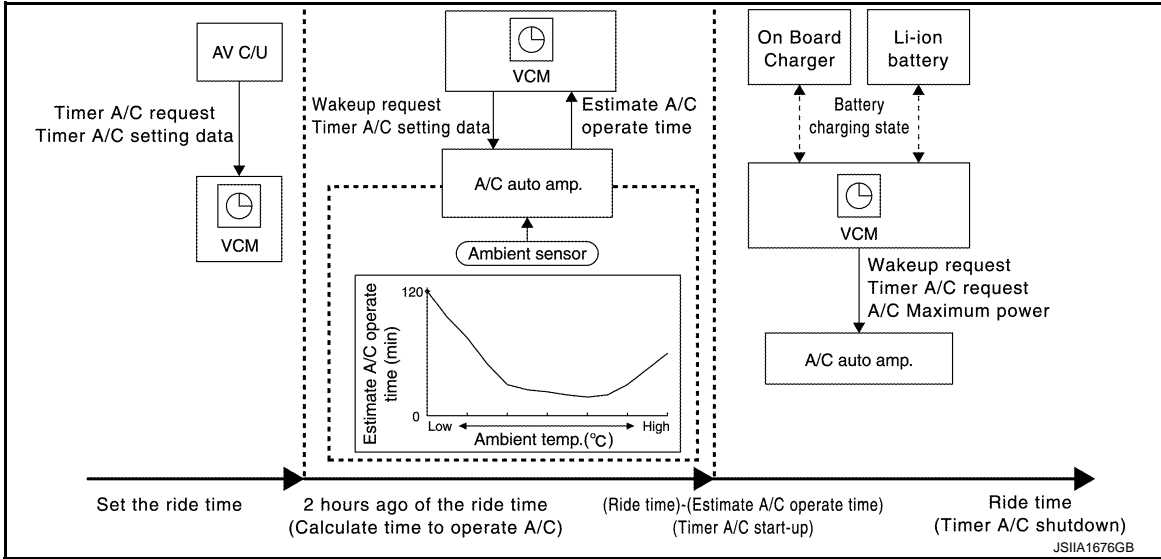 AV C/U
Timer A/C request
Timer A/C setting data
VCM
VCM
Wakeup request
Timer A/C setting data
Estimate A/C
operate time
A/C auto amp.
Ambient sensor
Estimate A/C operate
time (min)
120
0
Low
High
Ambient temp.(°C)
On Board
Charger
Li-ion
battery
Battery
charging state
VCM
Wakeup request
Timer A/C request
A/C Maximum power
A/C auto amp.
Set the ride time
2 hours ago of the ride time
(Calculate time to operate A/C)
(Ride time)-(Estimate A/C operate time)
(Timer A/C start-up)
Ride time
(Timer A/C shutdown)
JSIIA1676GB